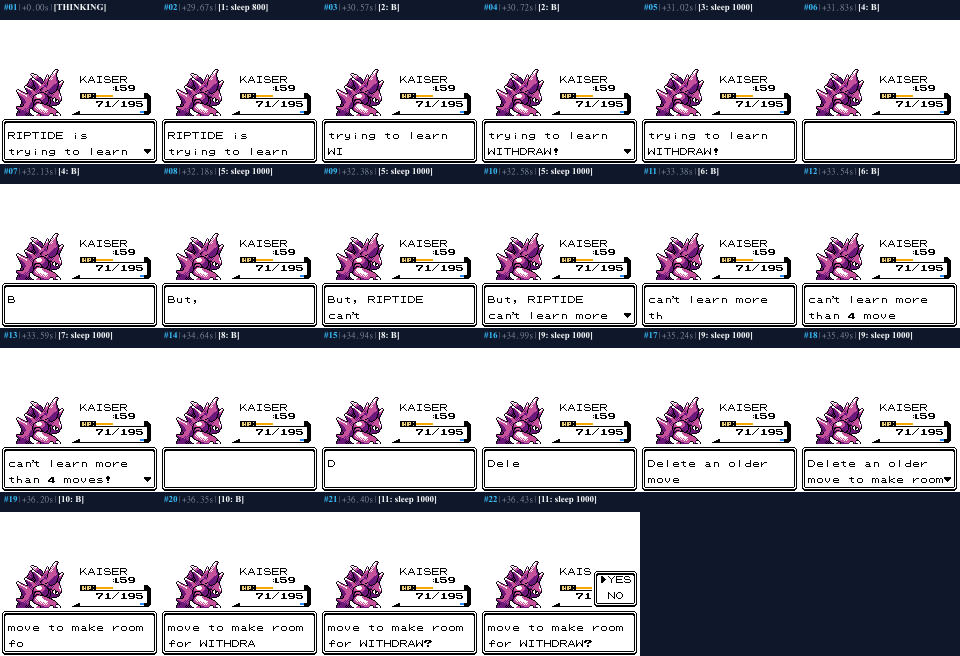 #01|+0.00s|[THINKING]
KAISER
:L59
HP:
71/195
RIPTIDE is
trying to learn
#02|+29.67s|[1: sleep 800]
KAISER
:L59
HP:
71/195
RIPTIDE is
trying to learn
#03|+30.57s|[2: B]
KAISER
:L59
HP:
71/195
trying to learn
WI
#04|+30.72s|[2: B]
KAISER
:L59
HP:
71/195
trying to learn
WITHDRAW!
#05|+31.02s|[3: sleep 1000]
KAISER
:L59
HP:
71/195
trying to learn
WITHDRAW!
#06|+31.83s|[4: B]
KAISER
:L59
HP:
71/195
#07|+32.13s|[4: B]
KAISER
:L59
HP:
71/195
B
#08|+32.18s|[5: sleep 1000]
KAISER
:L59
HP:
71/195
But,
#09|+32.38s|[5: sleep 1000]
KAISER
:L59
HP:
71/195
But, RIPTIDE
can't
#10|+32.58s|[5: sleep 1000]
KAISER
:L59
HP:
71/195
But, RIPTIDE
can't learn more
#11|+33.38s|[6: B]
KAISER
:L59
HP:
71/195
can't learn more
th
#12|+33.54s|[6: B]
KAISER
:L59
HP:
71/195
can't learn more
than 4 move
#13|+33.59s|[7: sleep 1000]
KAISER
:L59
HP:
71/195
can't learn more
than 4 moves!
#14|+34.64s|[8: B]
KAISER
:L59
HP:
71/195
#15|+34.94s|[8: B]
KAISER
:L59
HP:
71/195
D
#16|+34.99s|[9: sleep 1000]
KAISER
:L59
HP:
71/195
Dele
#17|+35.24s|[9: sleep 1000]
KAISER
:L59
HP:
71/195
Delete an older
move
#18|+35.49s|[9: sleep 1000]
KAISER
:L59
HP:
71/195
Delete an older
move to make room
#19|+36.20s|[10: B]
KAISER
:L59
HP:
71/195
move to make room
fo
#20|+36.35s|[10: B]
KAISER
:L59
HP:
71/195
move to make room
for WITHDRA
#21|+36.40s|[11: sleep 1000]
KAISER
:L59
HP:
71/195
move to make room
for WITHDRAW?
#22|+36.43s|[11: sleep 1000]
KAIS
:L59
HP:
71
YES
NO
move to make room
for WITHDRAW?